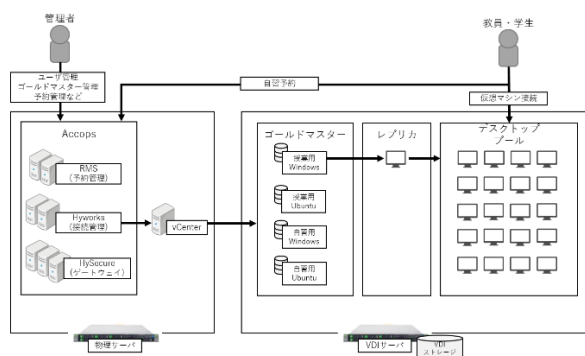 管理者
教員・学生
ユーザ管理
ゴールドマスター管理
予約管理など
自習予約
仮想マシン接続
Accops
RMS
(予約管理)
Hyworks
(接続管理)
HySecure
(ゲートウェイ)
vCenter
ゴールドマスター
授業用
Windows
授業用
Ubuntu
自習用
Windows
自習用
Ubuntu
レプリカ
デスクトップ
プール
物理サーバ
VDIサーバ
VDI
ストレージ